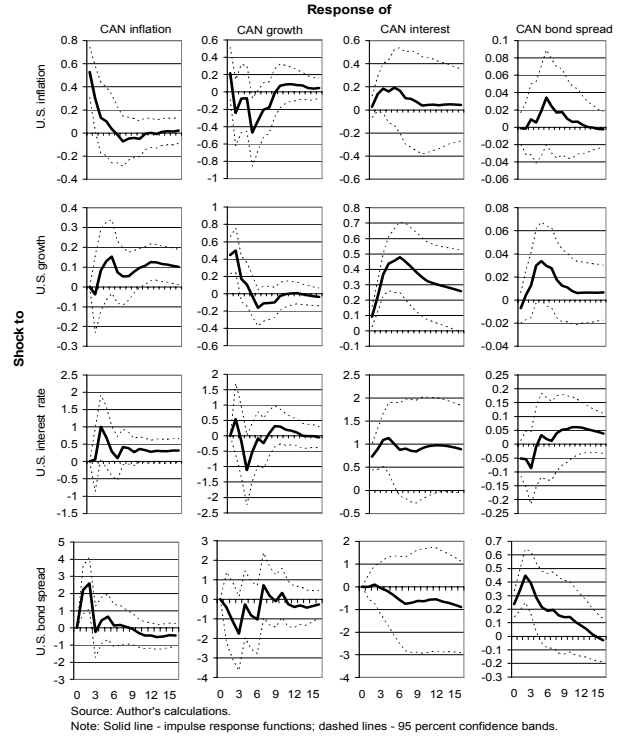 Response of
CAN inflation CAN growth CAN interest CAN bond spread
Shock to
U.S. inflation
0.8 0.6 0.6 0.1
0.6 0.4 0.4 0.08
0.4 0.2 0.2 0.06
0.2 0 0 0.04
0 -0.2 -0.2 0.02
-0.2 -0.4 -0.4 0
-0.4 -0.6 -0.6 -0.02
-0.8 -0.04
-1 -0.06
U.S. growth
0.4 1 0.8 0.08
0.3 0.8 0.7 0.06
0.2 0.6 0.6 0.04
0.1 0.4 0.5 0.02
0 0.2 0.4 0
-0.1 0 0.3 -0.02
-0.2 -0.2 0.2 -0.04
-0.3 -0.4 0.1
-0.6 0
-0.1
U.S. interest rate
2.5 2 2.5 0.25
2 1.5 2 0.2
1.5 1 1.5 0.15
1 0.5 1 0.1
0.5 0 0.5 0.05
0 -0.5 0 0
-0.5 -1 -0.5 -0.05
-1 -1.5 -0.1
-1.5 -2 -0.15
-2.5 -0.2
-0.25
U.S. bond spread
5 3 2 0.7
4 2 1 0.6
3 1 0 0.5
2 0 -1 0.4
1 -1 -2 0.3
0 -2 -3 0.2
-1 -3 -4 0.1
-2 -4 0
-3 -0.1
-0.2
-0.3
0 3 6 9 12 15 0 3 6 9 12 15 0 3 6 9 12 15 0 3 6 9 12 15
Source: Author's calculations.
Note: Solid line - impulse response functions; dashed lines - 95 percent confidence bands.